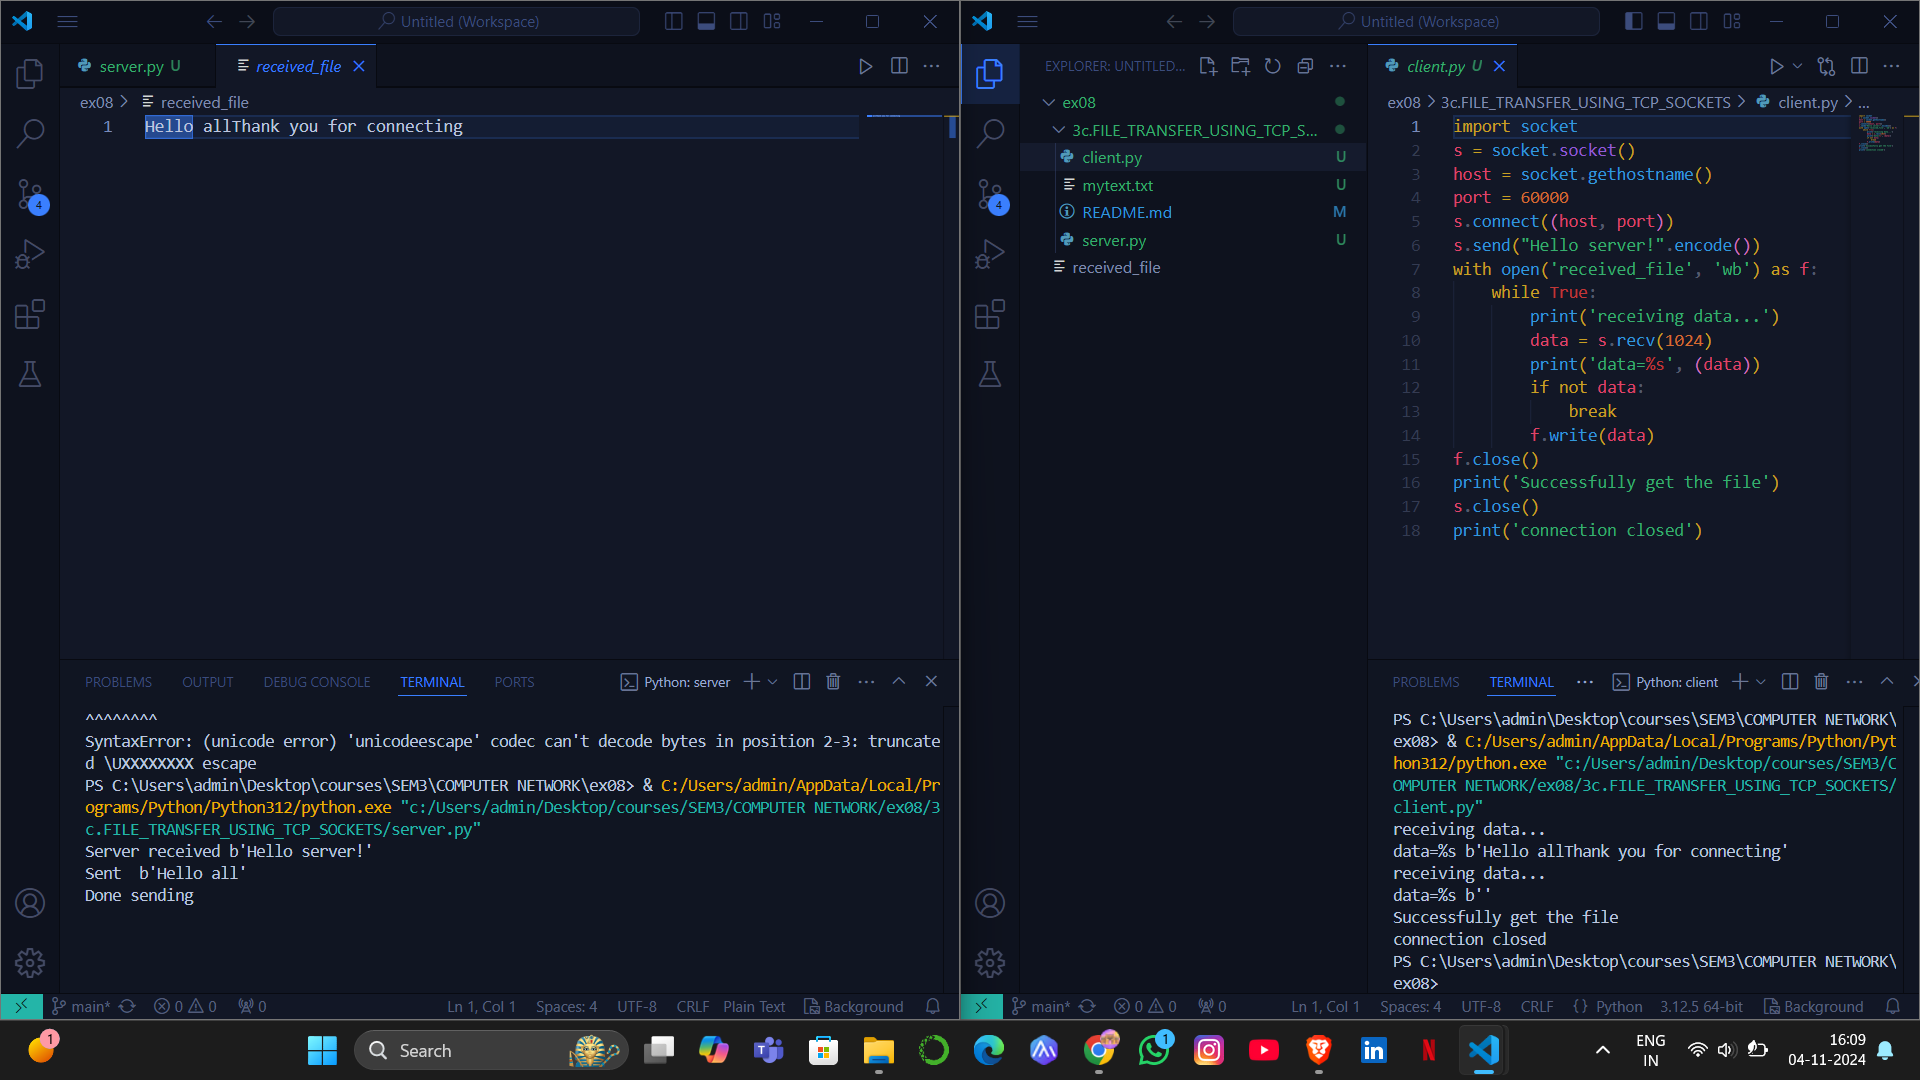 Untitled (Workspace)
server.py U
received_file
ex08 > received_file
1 Hello allThank you for connecting
PROBLEMS OUTPUT DEBUG CONSOLE TERMINAL PORTS Python: server
^^^^^^^^
SyntaxError: (unicode error) 'unicodeescape' codec can't decode bytes in position 2-3: truncate
d \UXXXXXXXX escape
PS C:\Users\admin\Desktop\courses\SEM3\COMPUTER NETWORK\ex08> & C:/Users/admin/AppData/Local/Pr
ograms/Python/Python312/python.exe "c:/Users/admin/Desktop/courses/SEM3/COMPUTER NETWORK/ex08/3
c.FILE_TRANSFER_USING_TCP_SOCKETS/server.py"
Server received b'Hello server!'
Sent  b'Hello all'
Done sending
4
main* 0 0 0 Ln 1, Col 1 Spaces: 4 UTF-8 CRLF Plain Text Background
Untitled (Workspace)
EXPLORER: UNTITLED...
ex08
3c.FILE_TRANSFER_USING_TCP_S...
client.py U
mytext.txt U
README.md M
server.py U
received_file
4
client.py U
ex08 > 3c.FILE_TRANSFER_USING_TCP_SOCKETS > client.py > ...
1 import socket
2 s = socket.socket()
3 host = socket.gethostname()
4 port = 60000
5 s.connect((host, port))
6 s.send("Hello server!".encode())
7 with open('received_file', 'wb') as f:
8     while True:
9         print('receiving data...')
10         data = s.recv(1024)
11         print('data=%s', (data))
12         if not data:
13             break
14         f.write(data)
15 f.close()
16 print('Successfully get the file')
17 s.close()
18 print('connection closed')
PROBLEMS TERMINAL Python: client
PS C:\Users\admin\Desktop\courses\SEM3\COMPUTER NETWORK\
ex08> & C:/Users/admin/AppData/Local/Programs/Python/Pyt
hon312/python.exe "c:/Users/admin/Desktop/courses/SEM3/C
OMPUTER NETWORK/ex08/3c.FILE_TRANSFER_USING_TCP_SOCKETS/
client.py"
receiving data...
data=%s b'Hello allThank you for connecting'
receiving data...
data=%s b''
Successfully get the file
connection closed
PS C:\Users\admin\Desktop\courses\SEM3\COMPUTER NETWORK\
ex08>
main* 0 0 0 Ln 1, Col 1 Spaces: 4 UTF-8 CRLF {} Python 3.12.5 64-bit Background
1
Search
1
ENG
IN
16:09
04-11-2024